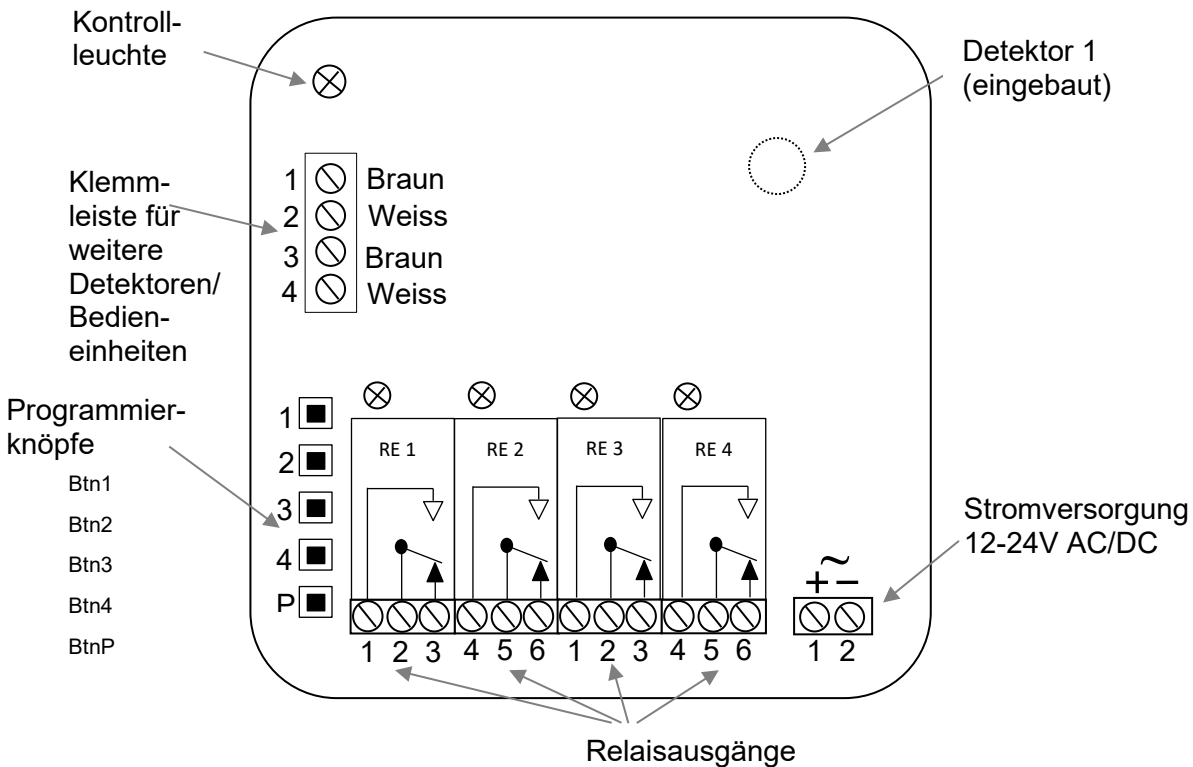 Kontroll-
leuchte
Detektor 1
(eingebaut)
Klemm-
leiste für
weitere
Detektoren/
Bedien-
einheiten
1 Braun
2 Weiss
3 Braun
4 Weiss
Programmier-
knöpfe
Btn1
Btn2
Btn3
Btn4
BtnP
1
2
3
4
P
RE 1 RE 2 RE 3 RE 4
1 2 3 4 5 6 1 2 3 4 5 6
Stromversorgung
12-24V AC/DC
~
+−
1 2
Relaisausgänge